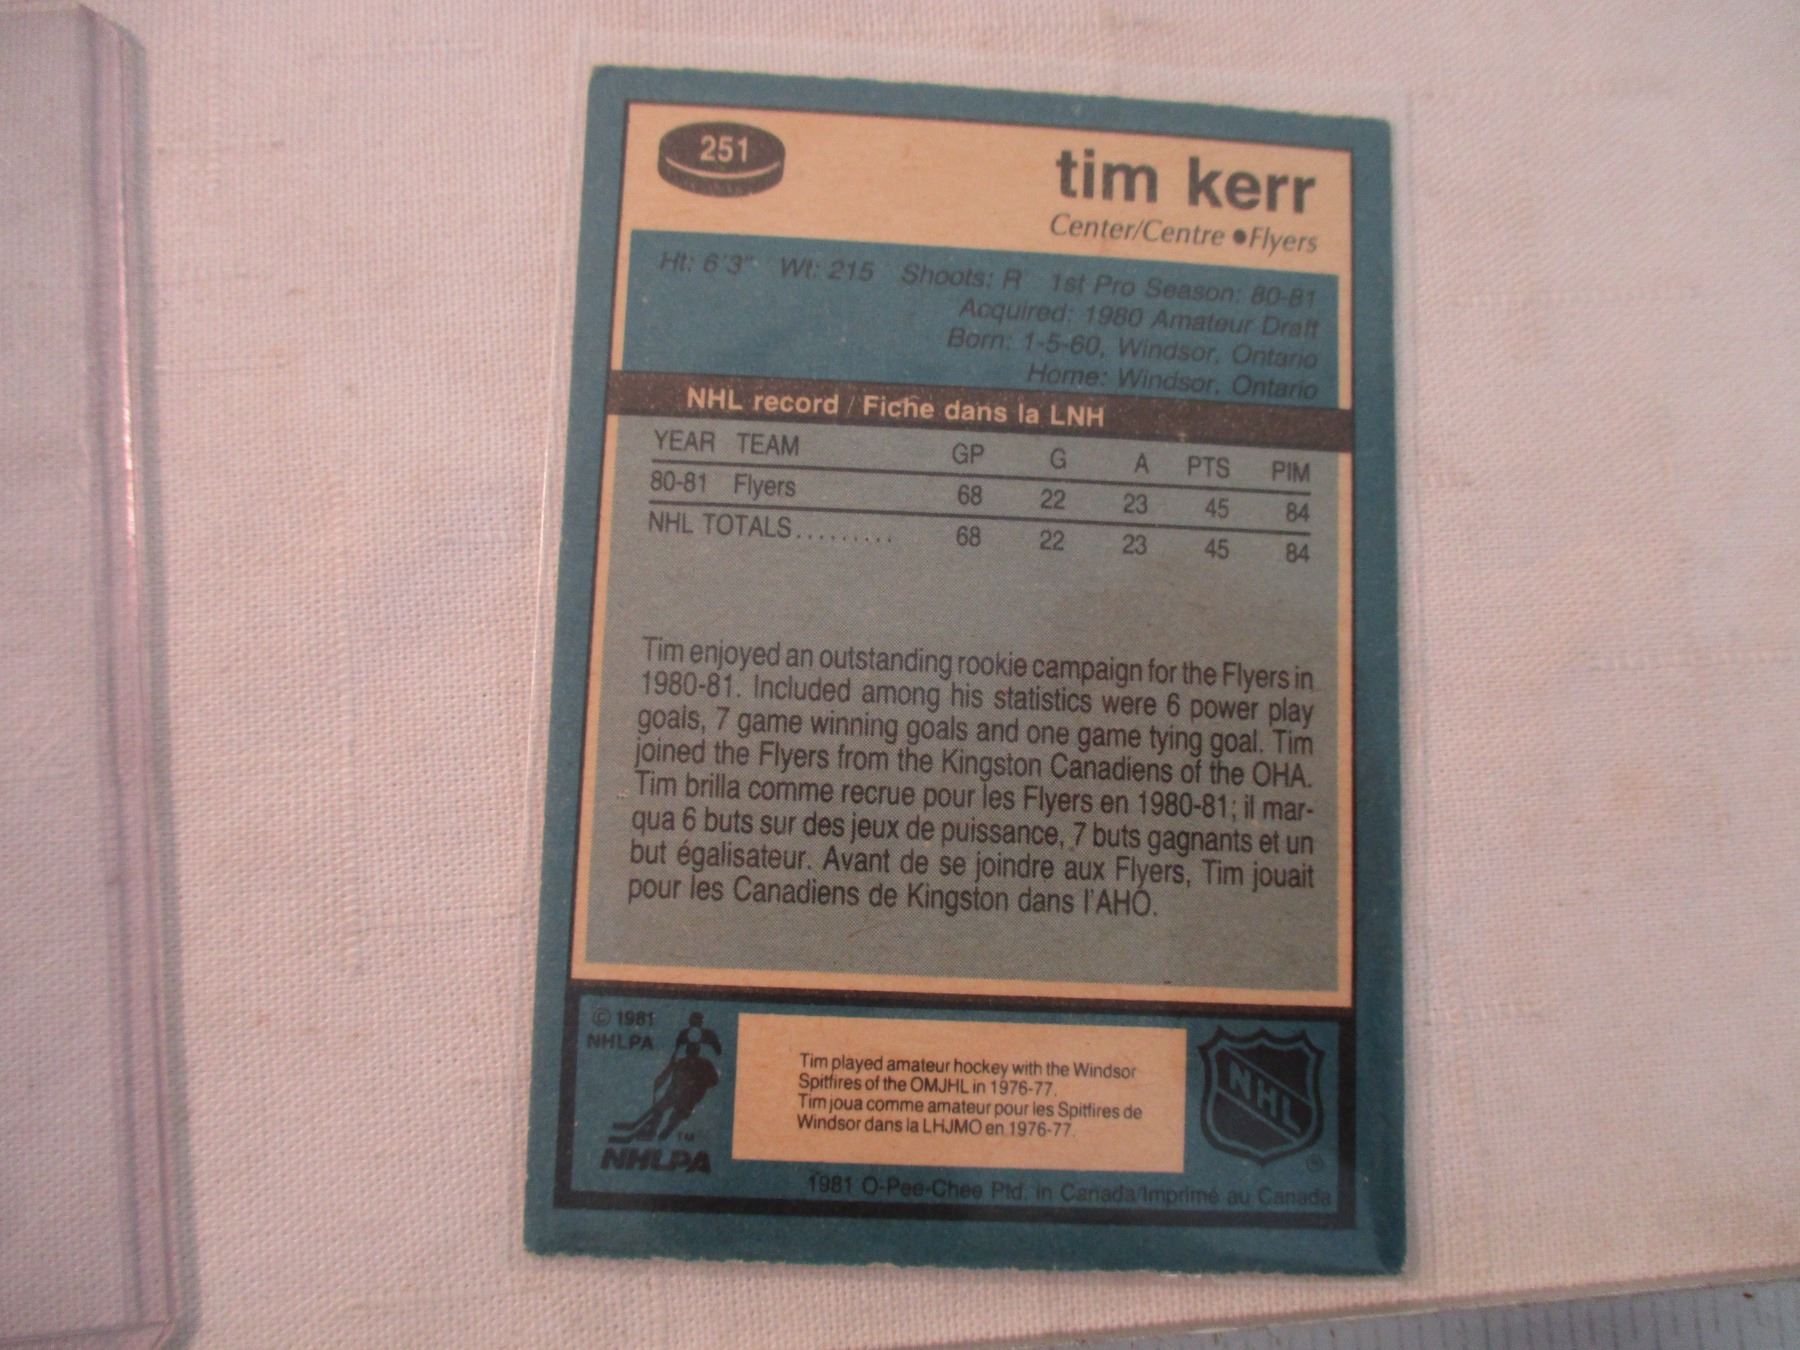 251
tim kerr
Center/Centre ●Flyers
Ht: 6'3" Wt: 215 Shoots: R 1st Pro Season: 80-81
Acquired: 1980 Amateur Draft
Born: 1-5-60, Windsor, Ontario
Home: Windsor, Ontario
NHL record / Fiche dans la LNH
YEAR TEAM GP G A PTS PIM
80-81 Flyers 68 22 23 45 84
NHL TOTALS......... 68 22 23 45 84
Tim enjoyed an outstanding rookie campaign for the Flyers in
1980-81. Included among his statistics were 6 power play
goals, 7 game winning goals and one game tying goal. Tim
joined the Flyers from the Kingston Canadiens of the OHA.
Tim brilla comme recrue pour les Flyers en 1980-81; il mar-
qua 6 buts sur des jeux de puissance, 7 buts gagnants et un
but égalisateur. Avant de se joindre aux Flyers, Tim jouait
pour les Canadiens de Kingston dans l'AHO.
© 1981
NHLPA
TM
NHLPA
Tim played amateur hockey with the Windsor
Spitfires of the OMJHL in 1976-77.
Tim joua comme amateur pour les Spitfires de
Windsor dans la LHJMO en 1976-77.
NHL
®
1981 O-Pee-Chee Ptd. in Canada/Imprimé au Canada